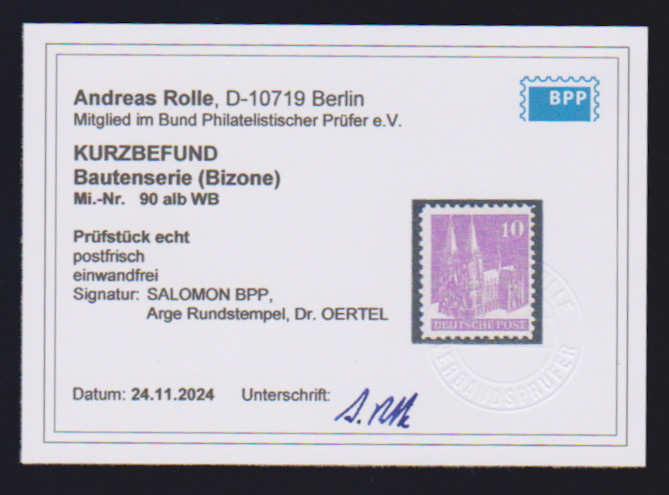 Andreas Rolle, D-10719 Berlin
Mitglied im Bund Philatelistischer Prüfer e.V.
BPP
KURZBEFUND
Bautenserie (Bizone)
Mi.-Nr. 90 alb WB
10
DEUTSCHE POST
Prüfstück echt
postfrisch
einwandfrei
Signatur: SALOMON BPP,
Arge Rundstempel, Dr. OERTEL
VERBANDSPRÜFER
Datum: 24.11.2024 Unterschrift: